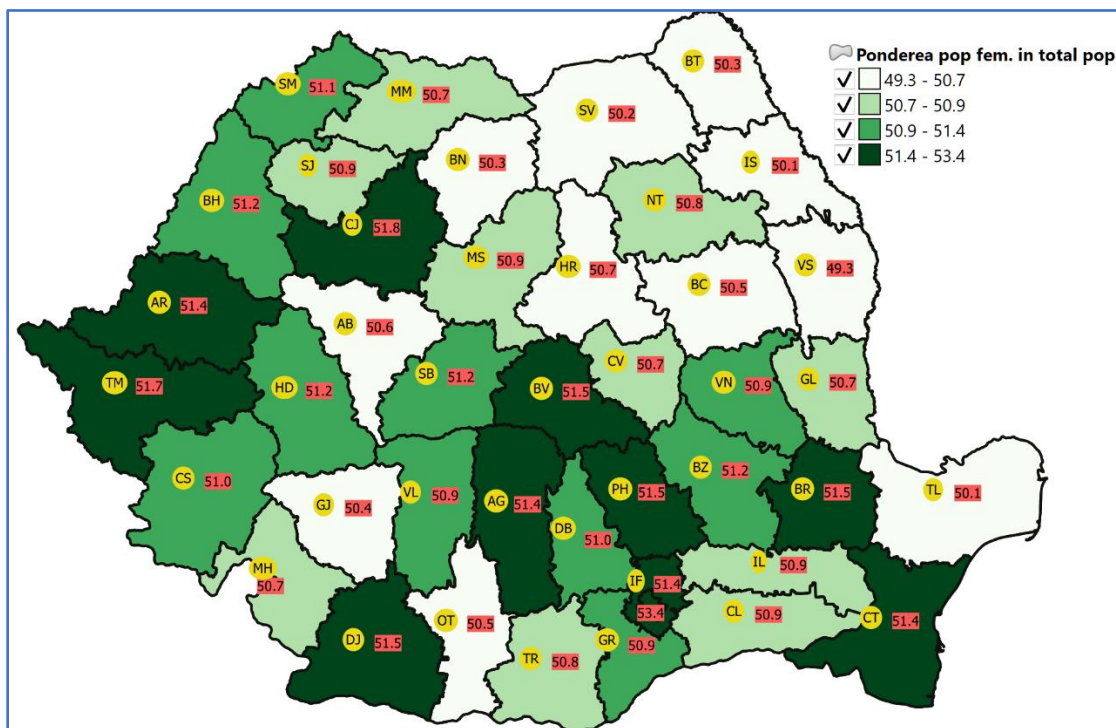 Ponderea pop fem. in total pop
49.3 - 50.7
50.7 - 50.9
50.9 - 51.4
51.4 - 53.4
BT 50.3
SM 51.1
MM 50.7
SV 50.2
BN 50.3
IS 50.1
SJ 50.9
BH 51.2
NT 50.8
CJ 51.8
MS 50.9
HR 50.7
BC 50.5
VS 49.3
AR 51.4
AB 50.6
TM 51.7
HD 51.2
SB 51.2
BV 51.5
CV 50.7
VN 50.9
GL 50.7
CS 51.0
GJ 50.4
VL 50.9
AG 51.4
DB 51.0
PH 51.5
BZ 51.2
BR 51.5
TL 50.1
MH 50.7
IF 51.4
53.4
IL 50.9
DJ 51.5
OT 50.5
TR 50.8
GR 50.9
CL 50.9
CT 51.4